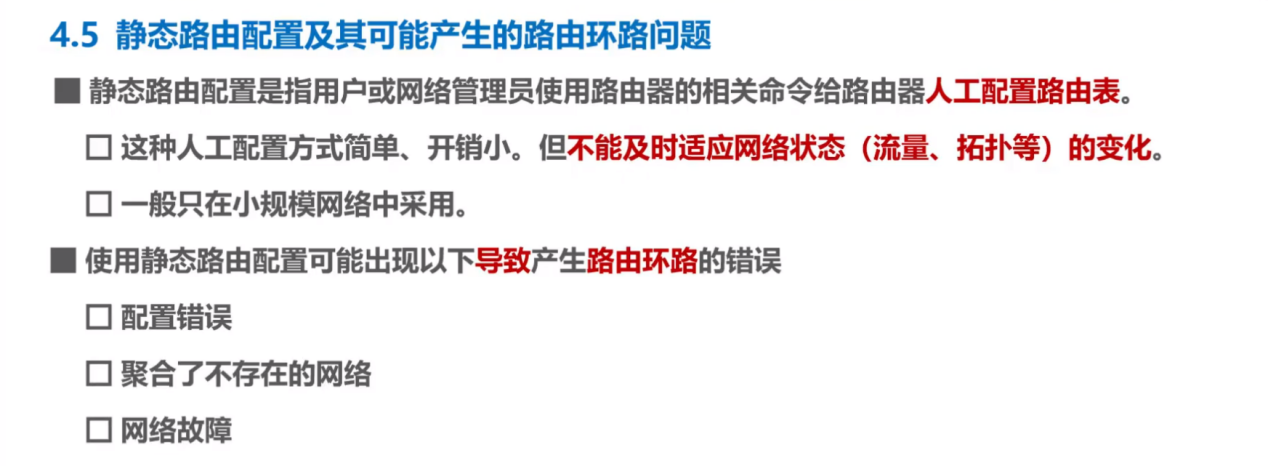 4.5 静态路由配置及其可能产生的路由环路问题
■ 静态路由配置是指用户或网络管理员使用路由器的相关命令给路由器人工配置路由表。
□ 这种人工配置方式简单、开销小。但不能及时适应网络状态（流量、拓扑等）的变化。
□ 一般只在小规模网络中采用。
■ 使用静态路由配置可能出现以下导致产生路由环路的错误
□ 配置错误
□ 聚合了不存在的网络
□ 网络故障